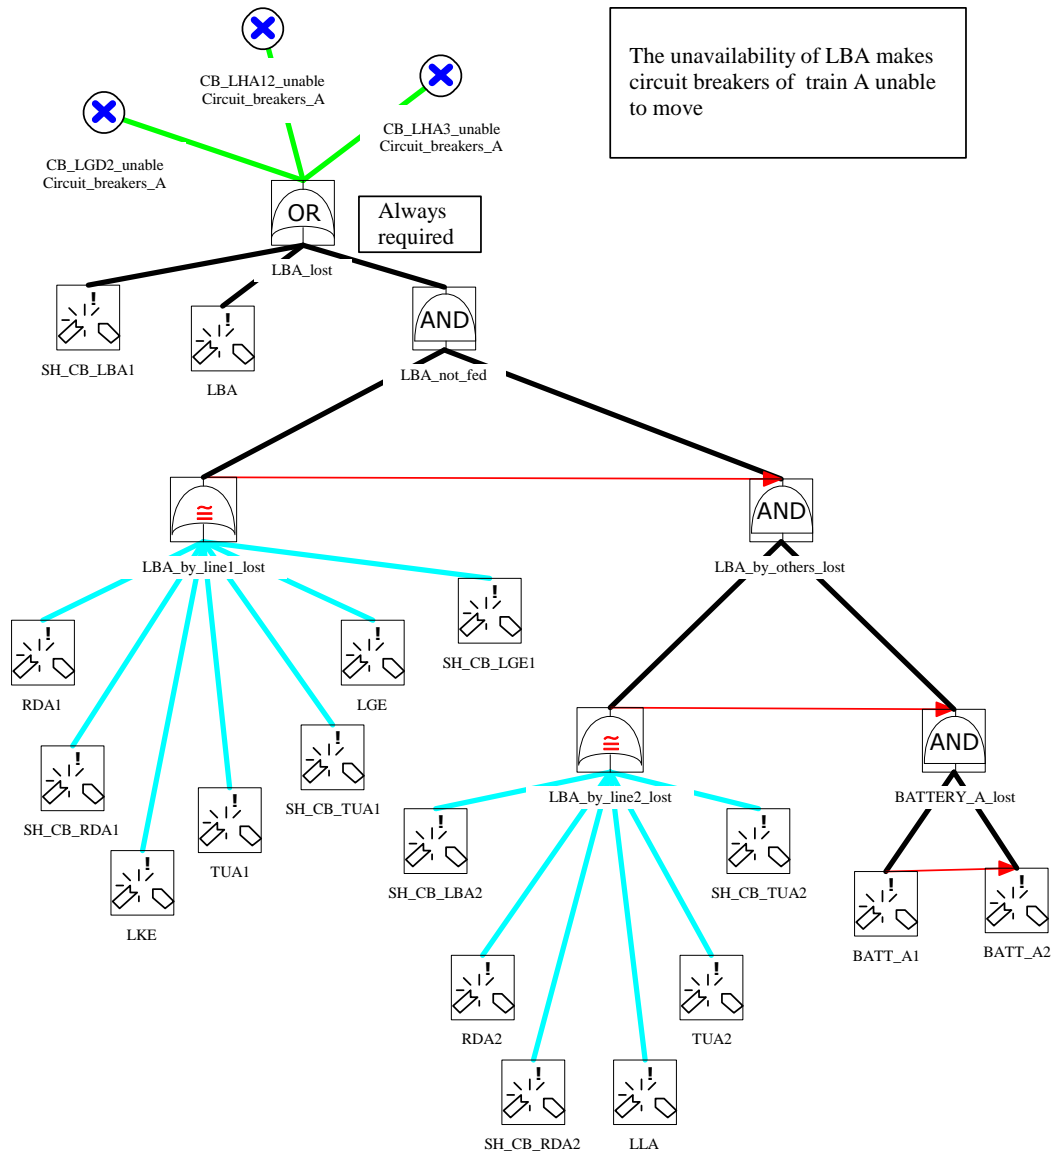 The unavailability of LBA makes
circuit breakers of train A unable
to move
CB_LHA12_unable
Circuit_breakers_A
CB_LHA3_unable
Circuit_breakers_A
CB_LGD2_unable
Circuit_breakers_A
OR
Always
required
LBA_lost
SH_CB_LBA1
LBA
AND
LBA_not_fed
≅
LBA_by_line1_lost
AND
LBA_by_others_lost
RDA1
LGE
SH_CB_LGE1
SH_CB_RDA1
SH_CB_TUA1
TUA1
LKE
≅
LBA_by_line2_lost
AND
BATTERY_A_lost
SH_CB_LBA2
SH_CB_TUA2
BATT_A1
BATT_A2
RDA2
TUA2
SH_CB_RDA2
LLA